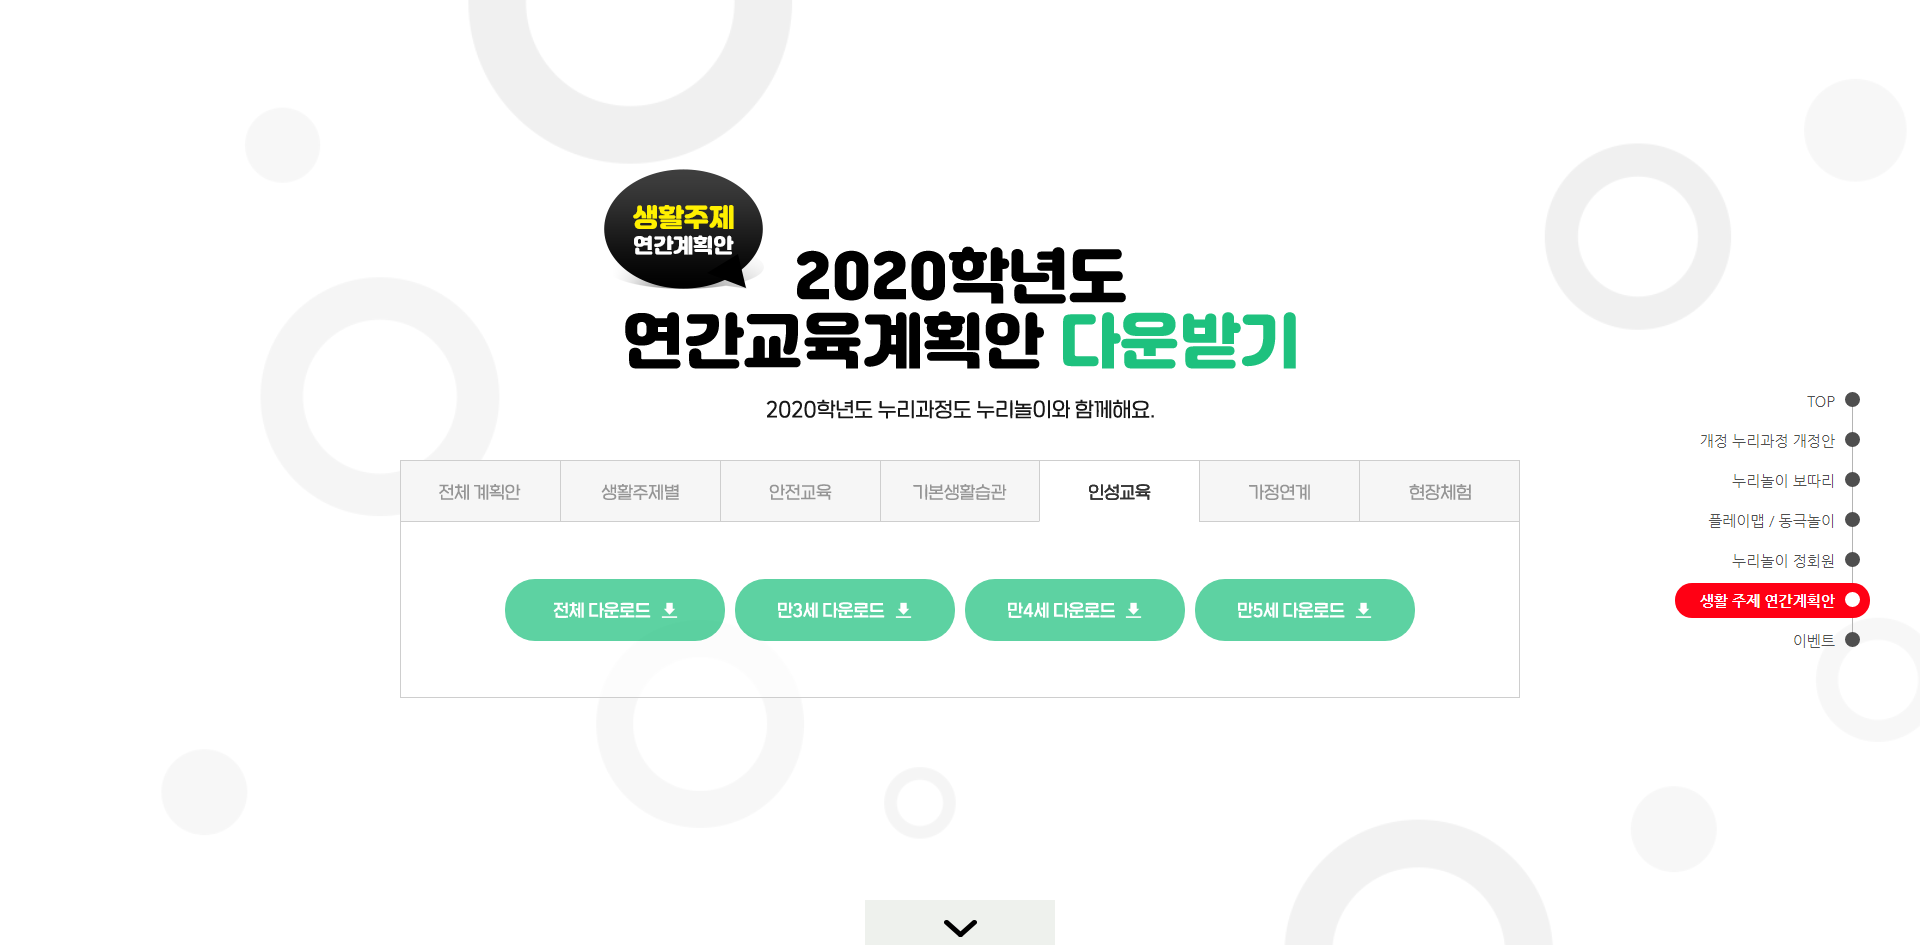 생활주제
연간계획안
2020학년도
연간교육계획안 다운받기
2020학년도 누리과정도 누리놀이와 함께해요.
전체 계획안
생활주제별
안전교육
기본생활습관
인성교육
가정연계
현장체험
전체 다운로드
만3세 다운로드
만4세 다운로드
만5세 다운로드
TOP
개정 누리과정 개정안
누리놀이 보따리
플레이맵 / 동극놀이
누리놀이 정회원
생활 주제 연간계획안
이벤트